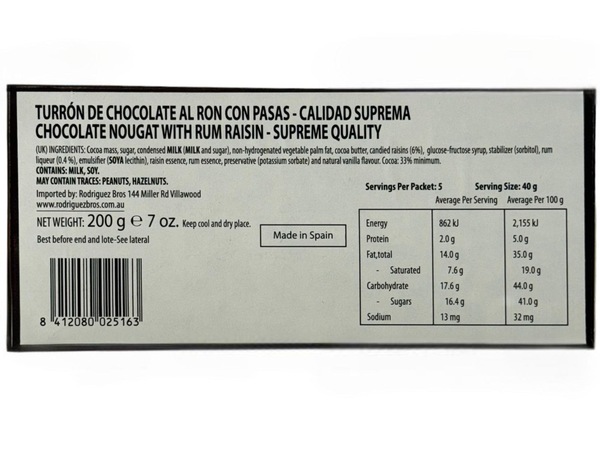 TURRÓN DE CHOCOLATE AL RON CON PASAS - CALIDAD SUPREMA
CHOCOLATE NOUGAT WITH RUM RAISIN - SUPREME QUALITY
(UK) INGREDIENTS: Cocoa mass, sugar, condensed MILK (MILK and sugar), non-hydrogenated vegetable palm fat, cocoa butter, candied raisins (6%), glucose-fructose syrup, stabilizer (sorbitol), rum
liqueur (0.4 %), emulsifier (SOYA lecithin), raisin essence, rum essence, preservative (potassium sorbate) and natural vanilla flavour. Cocoa: 33% minimum.
CONTAINS: MILK, SOY.
MAY CONTAIN TRACES: PEANUTS, HAZELNUTS.
Imported by: Rodriguez Bros 144 Miller Rd Villawood
www.rodriguezbros.com.au
NET WEIGHT: 200 g e 7 oz. Keep cool and dry place.
Best before end and lote-See lateral
Made in Spain
8 412080 025163
Servings Per Packet: 5 Serving Size: 40 g
Average Per Serving Average Per 100 g
Energy 862 kJ 2,155 kJ
Protein 2.0 g 5.0 g
Fat,total 14.0 g 35.0 g
- Saturated 7.6 g 19.0 g
Carbohydrate 17.6 g 44.0 g
- Sugars 16.4 g 41.0 g
Sodium 13 mg 32 mg